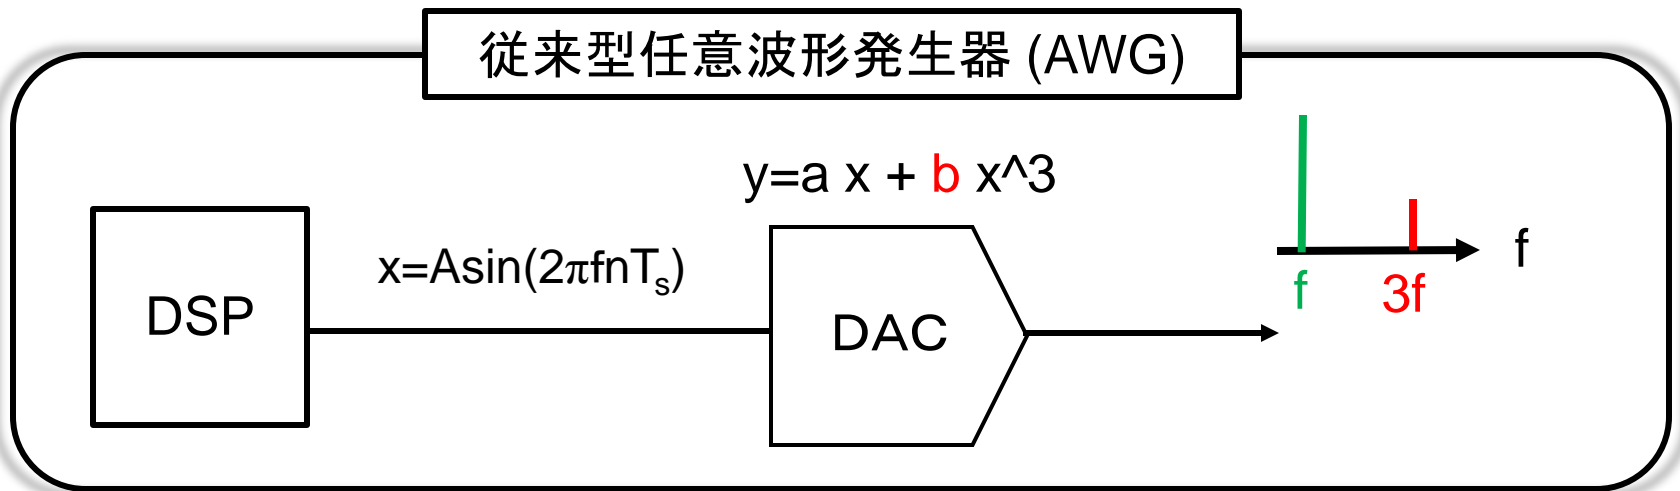 従来型任意波形発生器 (AWG)
y=a x + b x^3
x=Asin(2πfnTs)
DSP
DAC
f
f
3f